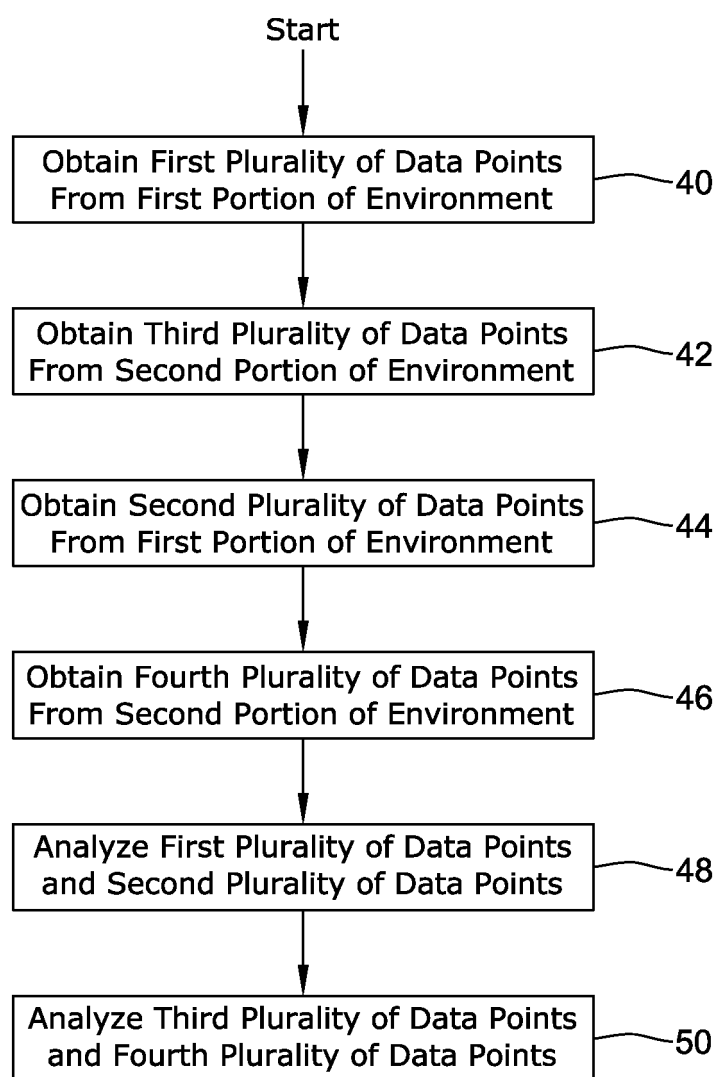 Start
Obtain First Plurality of Data Points
From First Portion of Environment
40
Obtain Third Plurality of Data Points
From Second Portion of Environment
42
Obtain Second Plurality of Data Points
From First Portion of Environment
44
Obtain Fourth Plurality of Data Points
From Second Portion of Environment
46
Analyze First Plurality of Data Points
and Second Plurality of Data Points
48
Analyze Third Plurality of Data Points
and Fourth Plurality of Data Points
50